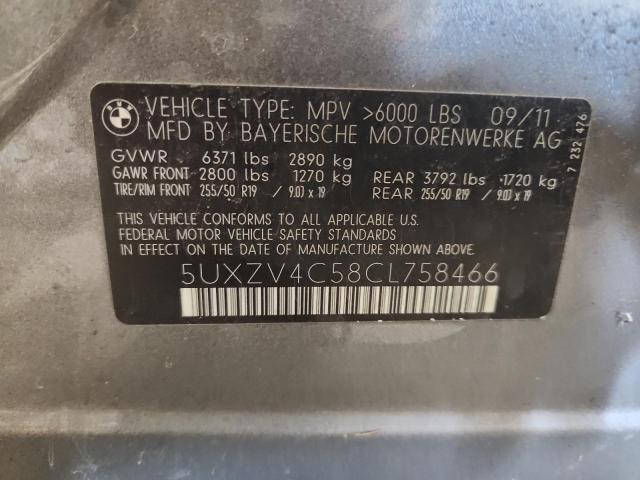 BMW
VEHICLE TYPE: MPV >6000 LBS 09/11
MFD BY BAYERISCHE MOTORENWERKE AG
GVWR 6371 lbs 2890 kg
GAWR FRONT 2800 lbs 1270 kg REAR 3792 lbs 1720 kg
TIRE/RIM FRONT 255/50 R19 / 9.0J x 19 REAR 255/50 R19 / 9.0J x 19
THIS VEHICLE CONFORMS TO ALL APPLICABLE U.S.
FEDERAL MOTOR VEHICLE SAFETY STANDARDS
IN EFFECT ON THE DATE OF MANUFACTURE SHOWN ABOVE.
5UXZV4C58CL758466
7 232 476